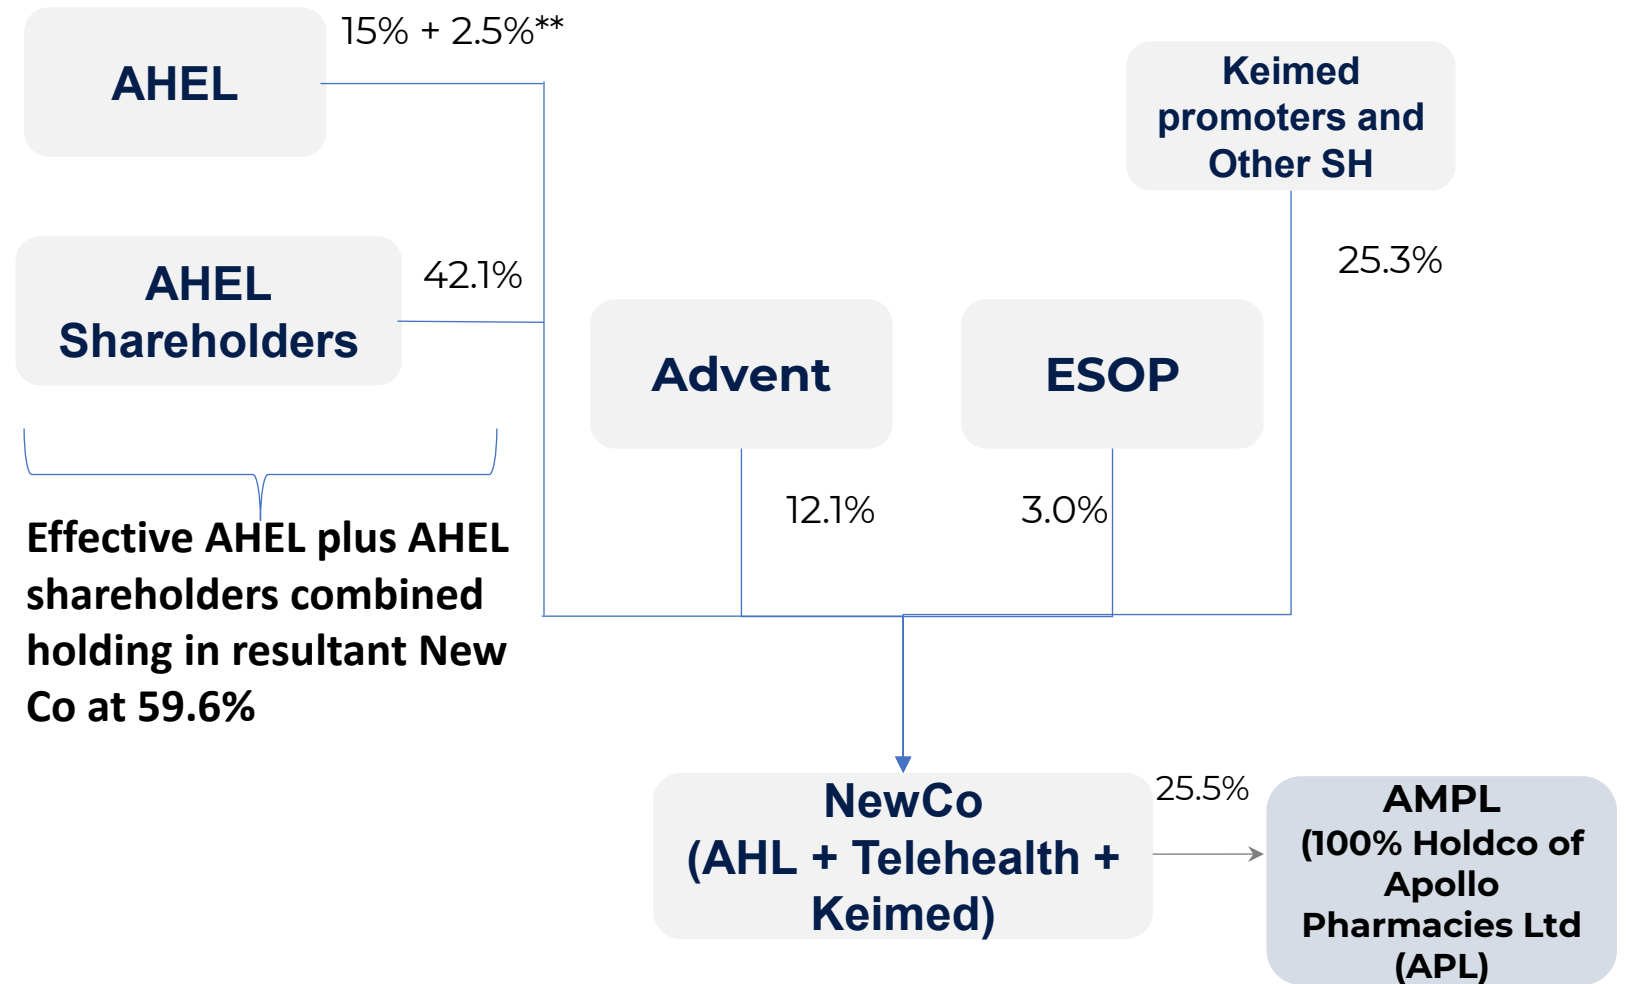 AHEL
15% + 2.5%**
Keimed
promoters and
Other SH
25.3%
AHEL
Shareholders
42.1%
Advent
ESOP
12.1%
3.0%
Effective AHEL plus AHEL
shareholders combined
holding in resultant New
Co at 59.6%
NewCo
(AHL + Telehealth +
Keimed)
25.5%
AMPL
(100% Holdco of
Apollo
Pharmacies Ltd
(APL)